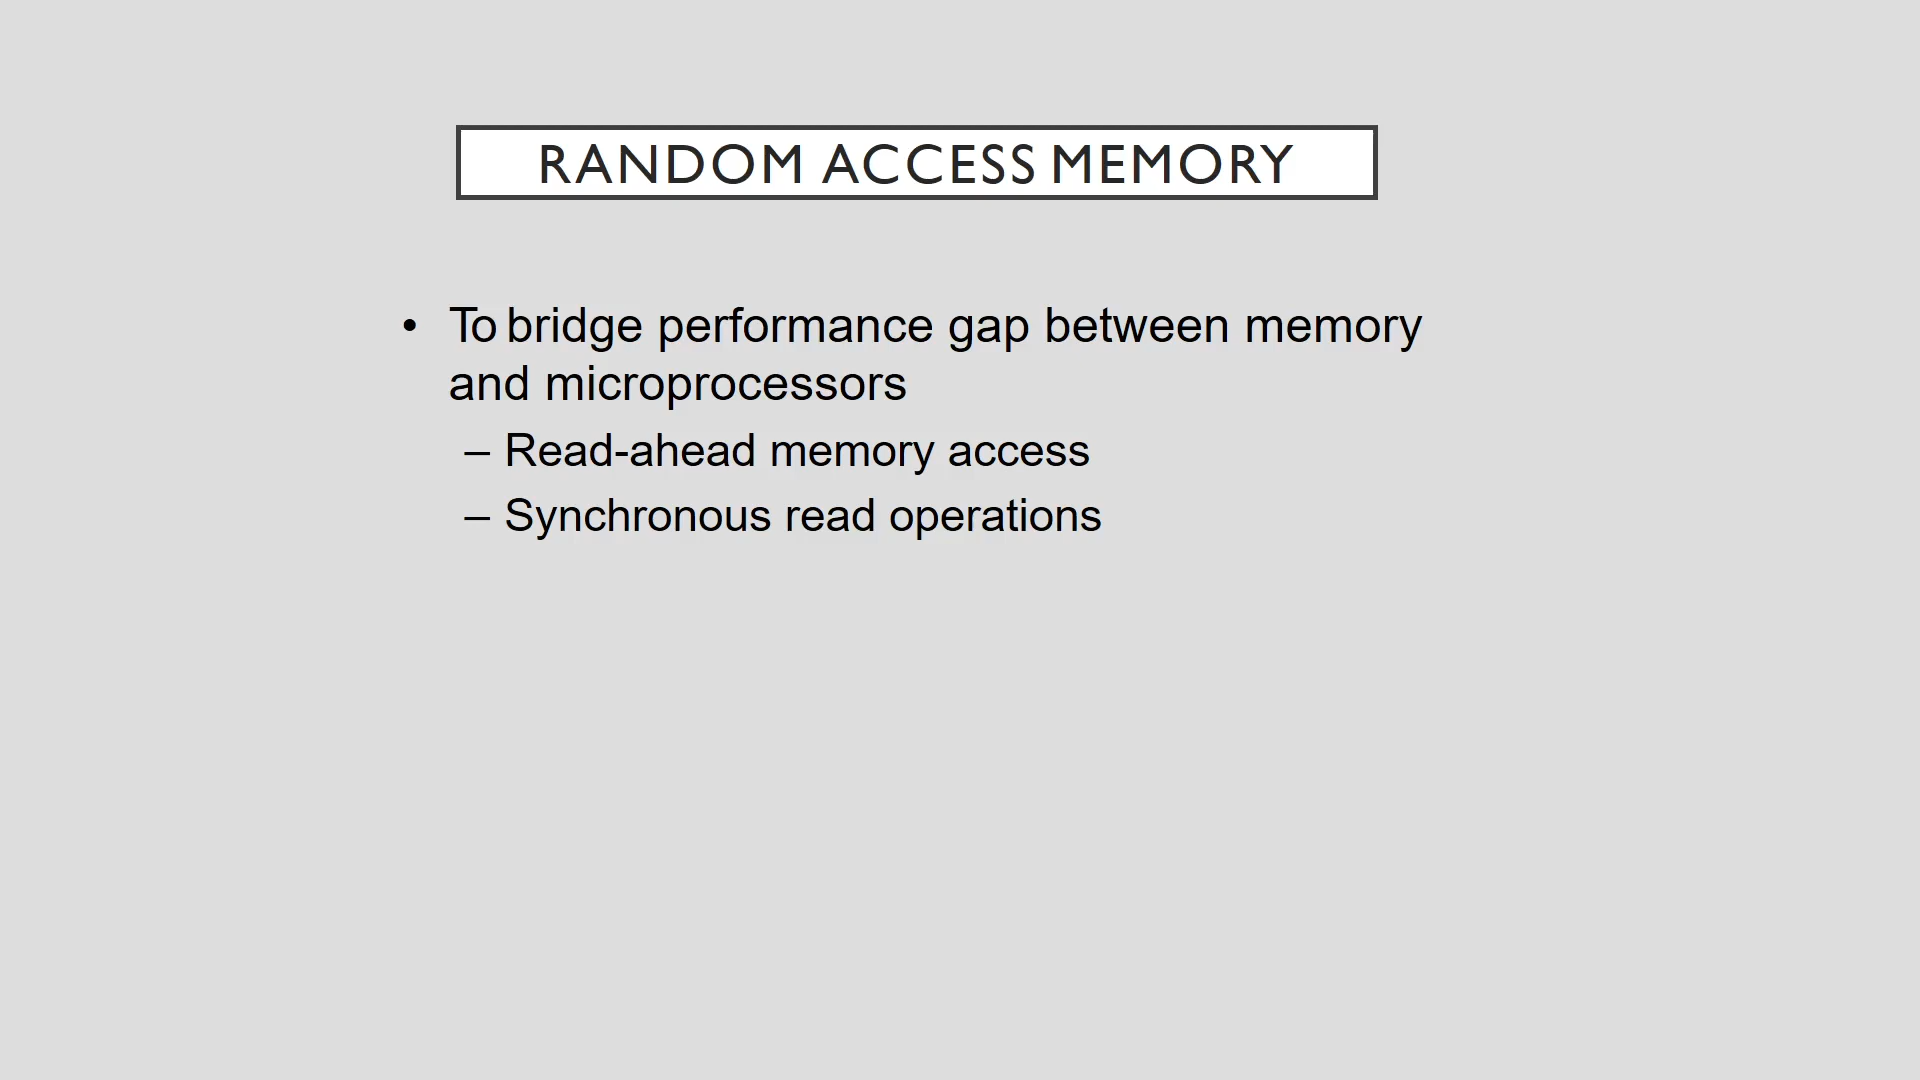 RANDOM ACCESS MEMORY
• To bridge performance gap between memory
and microprocessors
– Read-ahead memory access
– Synchronous read operations